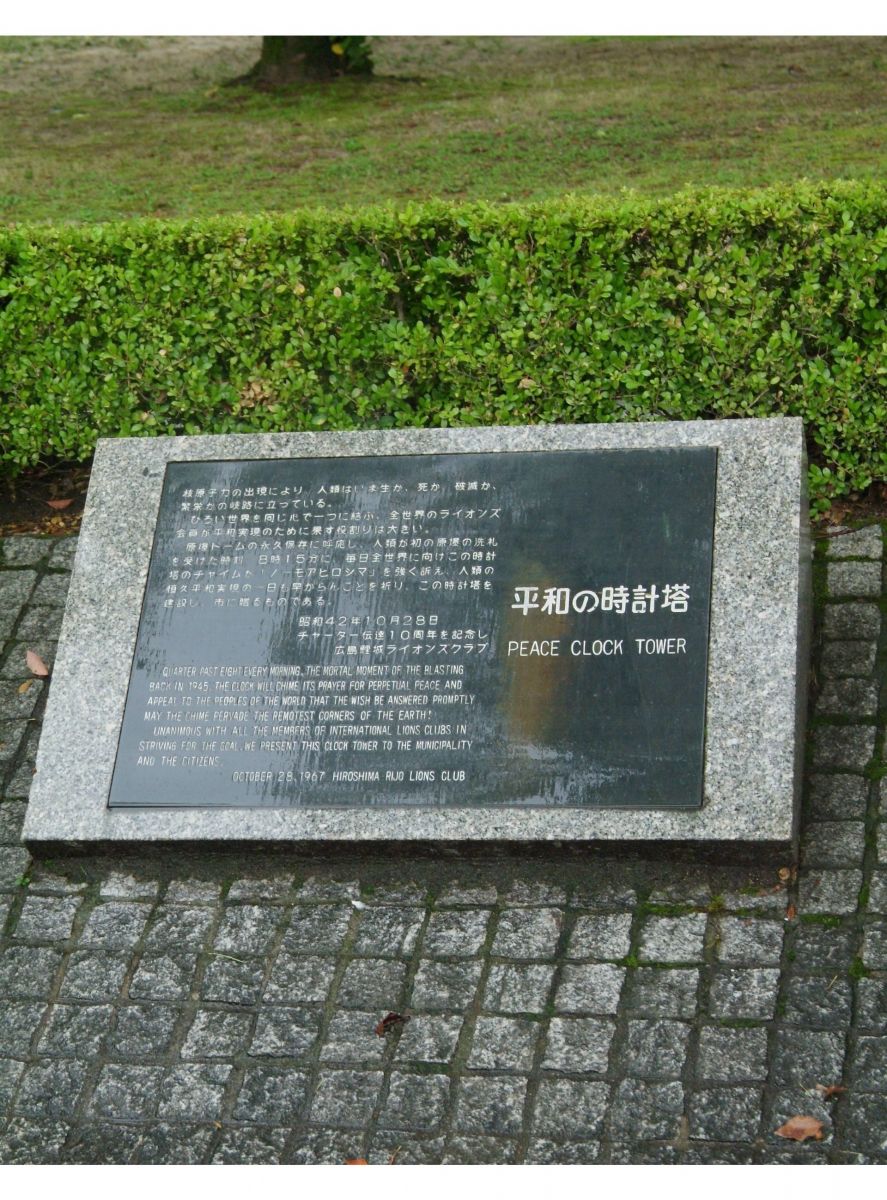 核原子力の出現により、人類はいま生か、死か、破滅か、
繁栄かの岐路に立っている。
ひろい世界を同じ心で一つに結ぶ、全世界のライオンズ
会員が平和実現のために果す役割りは大きい。
原爆ドームの永久保存に呼応し、人類が初の原爆の洗礼
を受けた時刻、8時15分に、毎日全世界に向けこの時計
塔のチャイムが「ノーモアヒロシマ」を強く訴え、人類の
恒久平和実現の一日も早からんことを祈り、この時計塔を
建設し、市に贈るものである。
昭和42年10月28日
チャーター伝達10周年を記念し
広島鯉城ライオンズクラブ
QUARTER PAST EIGHT EVERY MORNING, THE MORTAL MOMENT OF THE BLASTING
BACK IN 1945, THE CLOCK WILL CHIME ITS PRAYER FOR PERPETUAL PEACE AND
APPEAL TO THE PEOPLES OF THE WORLD THAT THE WISH BE ANSWERED PROMPTLY
MAY THE CHIME PERVADE THE REMOTEST CORNERS OF THE EARTH!
UNANIMOUS WITH ALL THE MEMBERS OF INTERNATIONAL LIONS CLUBS IN
STRIVING FOR THE GOAL, WE PRESENT THIS CLOCK TOWER TO THE MUNICIPALITY
AND THE CITIZENS.
OCTOBER 28, 1967 HIROSHIMA RIJO LIONS CLUB
平和の時計塔
PEACE CLOCK TOWER